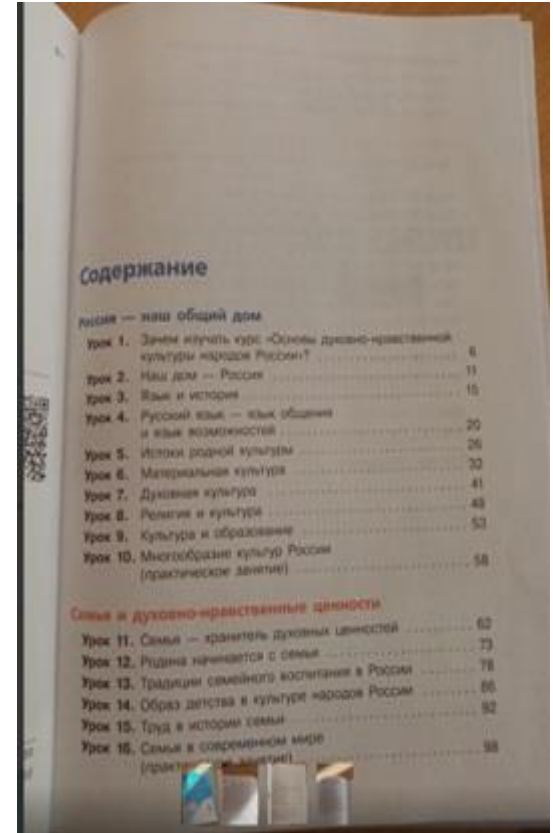 Содержание
Россия — наш общий дом
Урок 1. Зачем изучать курс «Основы духовно-нравственной
культуры народов России»? 6
Урок 2. Наш дом — Россия 11
Урок 3. Язык и история 15
Урок 4. Русский язык — язык общения
и язык возможностей 20
Урок 5. Истоки родной культуры 26
Урок 6. Материальная культура 32
Урок 7. Духовная культура 41
Урок 8. Религия и культура 48
Урок 9. Культура и образование 53
Урок 10. Многообразие культур России
(практическое занятие) 58
Семья и духовно-нравственные ценности
Урок 11. Семья — хранитель духовных ценностей 62
Урок 12. Родина начинается с семьи 73
Урок 13. Традиции семейного воспитания в России 78
Урок 14. Образ детства в культуре народов России 86
Урок 15. Труд в истории семьи 92
Урок 16. Семья в современном мире
(практическое занятие) 98